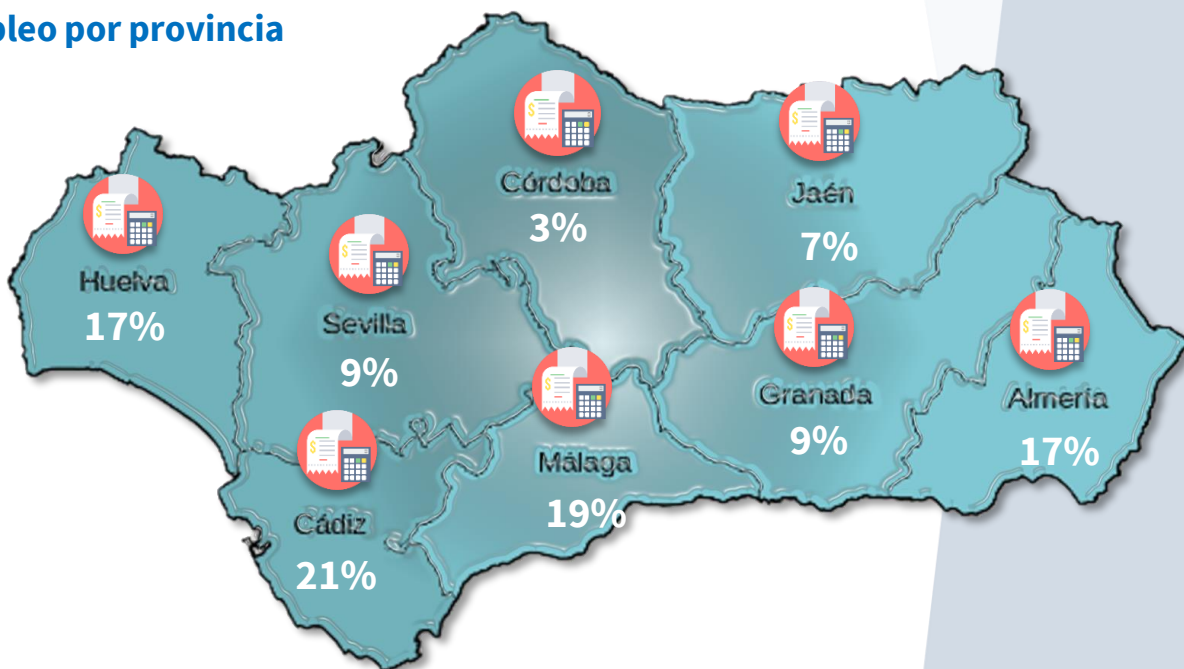 pleo por provincia
Córdoba
3%
Jaén
7%
Huelva
17%
Sevilla
9%
Granada
9%
Almería
17%
Málaga
19%
Cádiz
21%